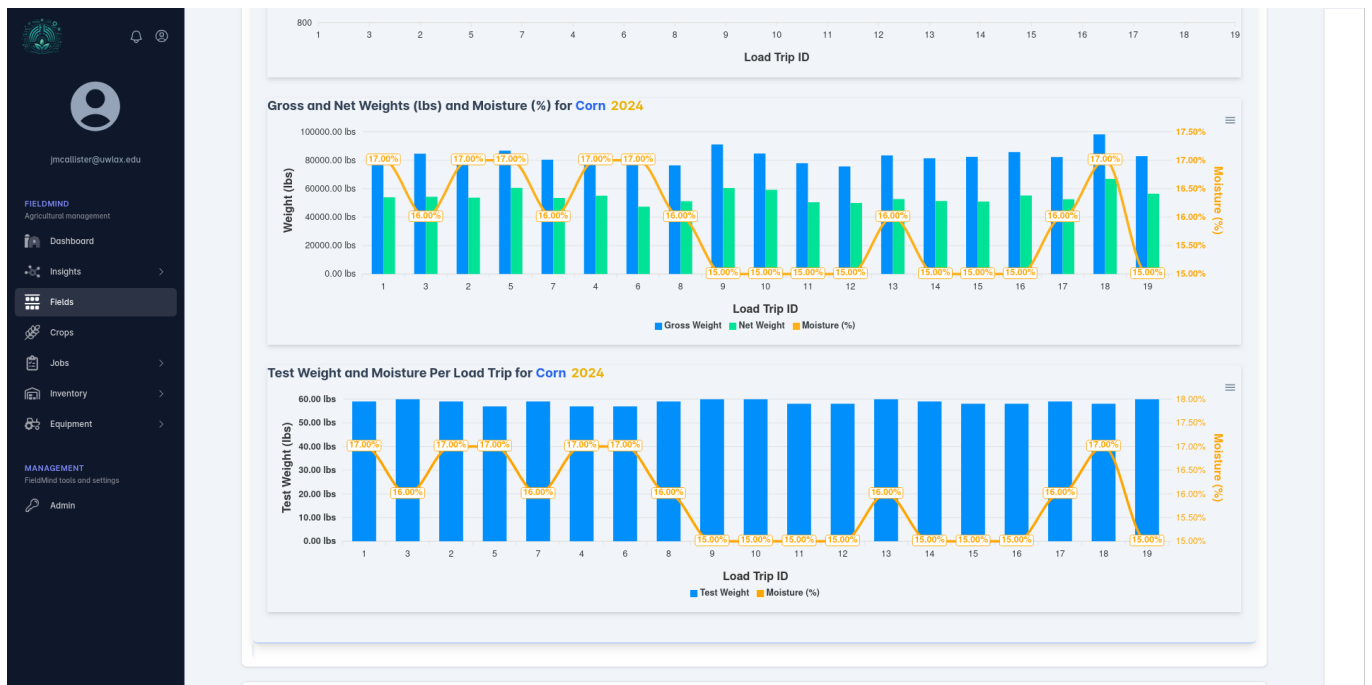 jmcallister@uwlax.edu
FIELDMIND
Agricultural management
Dashboard
Insights
Fields
Crops
Jobs
Inventory
Equipment
MANAGEMENT
FieldMind tools and settings
Admin
800
1 3 2 5 7 4 6 8 9 10 11 12 13 14 15 16 17 18 19
Load Trip ID
Gross and Net Weights (lbs) and Moisture (%) for Corn 2024
Weight (lbs)
100000.00 lbs
80000.00 lbs
60000.00 lbs
40000.00 lbs
20000.00 lbs
0.00 lbs
17.00% 16.00% 17.00% 17.00% 16.00% 17.00% 17.00% 16.00% 15.00% 15.00% 15.00% 15.00% 16.00% 15.00% 15.00% 15.00% 16.00% 17.00% 15.00%
17.50%
17.00%
16.50%
16.00%
15.50%
15.00%
Moisture (%)
1 3 2 5 7 4 6 8 9 10 11 12 13 14 15 16 17 18 19
Load Trip ID
Gross Weight Net Weight Moisture (%)
Test Weight and Moisture Per Load Trip for Corn 2024
Test Weight (lbs)
60.00 lbs
50.00 lbs
40.00 lbs
30.00 lbs
20.00 lbs
10.00 lbs
0.00 lbs
17.00% 16.00% 17.00% 17.00% 16.00% 17.00% 17.00% 16.00% 15.00% 15.00% 15.00% 15.00% 16.00% 15.00% 15.00% 15.00% 16.00% 17.00% 15.00%
18.00%
17.50%
17.00%
16.50%
16.00%
15.50%
15.00%
Moisture (%)
1 3 2 5 7 4 6 8 9 10 11 12 13 14 15 16 17 18 19
Load Trip ID
Test Weight Moisture (%)